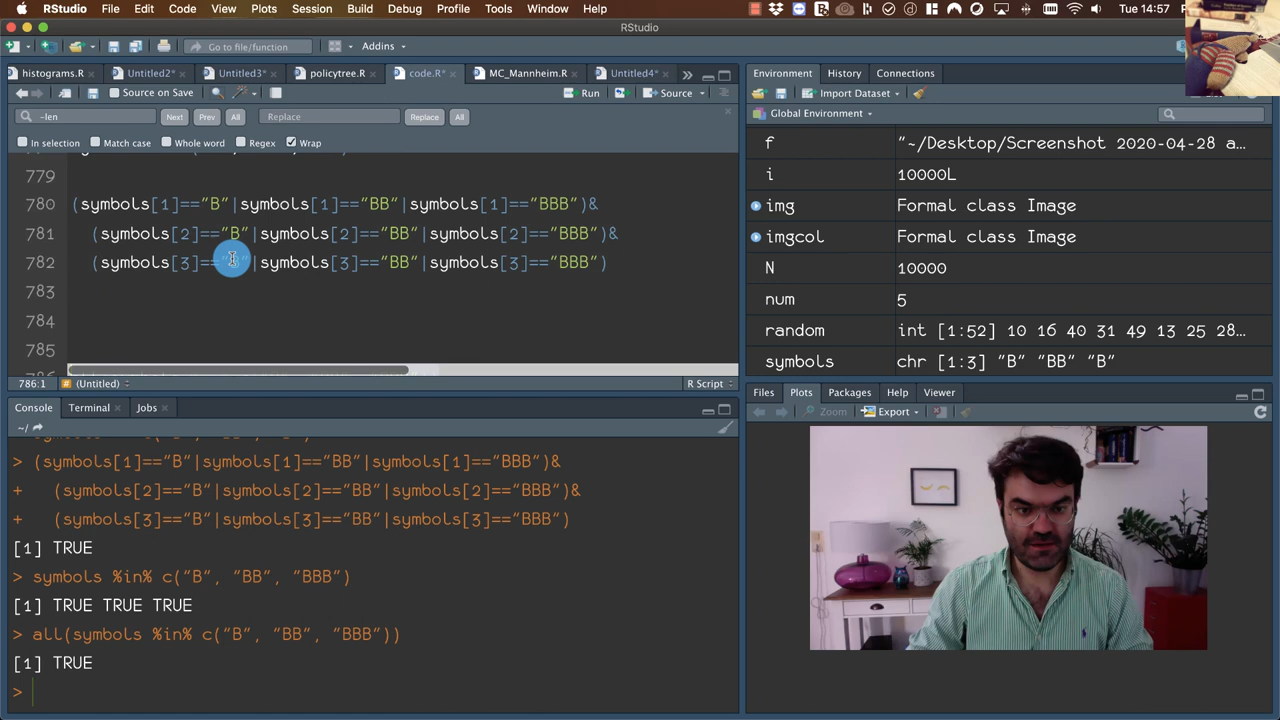 RStudio File Edit Code View Plots Session Build Debug Profile Tools Window Help Tue 14:57
RStudio
Go to file/function Addins
histograms.R Untitled2* Untitled3* policytree.R code.R* MC_Mannheim.R Untitled4*
Source on Save Run Source
-len Next Prev All Replace Replace All
In selection Match case Whole word Regex Wrap
779
780 (symbols[1]=="B"|symbols[1]=="BB"|symbols[1]=="BBB")&
781 (symbols[2]=="B"|symbols[2]=="BB"|symbols[2]=="BBB")&
782 (symbols[3]=="B"|symbols[3]=="BB"|symbols[3]=="BBB")
783
784
785
786:1 (Untitled) R Script
Console Terminal Jobs
~/
> (symbols[1]=="B"|symbols[1]=="BB"|symbols[1]=="BBB")&
+ (symbols[2]=="B"|symbols[2]=="BB"|symbols[2]=="BBB")&
+ (symbols[3]=="B"|symbols[3]=="BB"|symbols[3]=="BBB")
[1] TRUE
> symbols %in% c("B", "BB", "BBB")
[1] TRUE TRUE TRUE
> all(symbols %in% c("B", "BB", "BBB"))
[1] TRUE
>
Environment History Connections
Import Dataset
Global Environment
f "~/Desktop/Screenshot 2020-04-28 a…
i 10000L
img Formal class Image
imgcol Formal class Image
N 10000
num 5
random int [1:52] 10 16 40 31 49 13 25 28…
symbols chr [1:3] "B" "BB" "B"
Files Plots Packages Help Viewer
Zoom Export